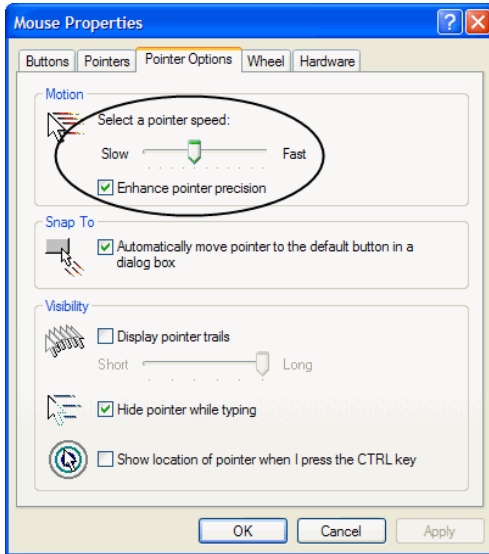 Mouse Properties
Buttons Pointers Pointer Options Wheel Hardware
Motion
Select a pointer speed:
Slow Fast
Enhance pointer precision
Snap To
Automatically move pointer to the default button in a
dialog box
Visibility
Display pointer trails
Short Long
Hide pointer while typing
Show location of pointer when I press the CTRL key
OK Cancel Apply